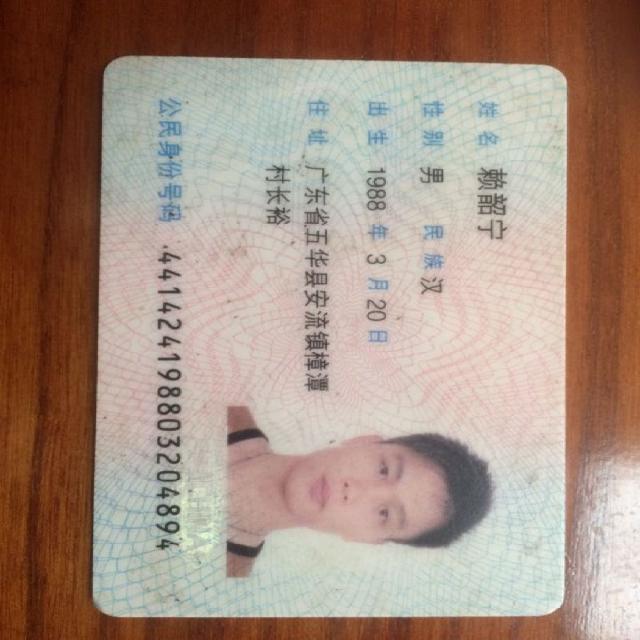 姓名 赖韶宁
性别 男 民族 汉
出生 1988 年 3 月 20 日
住址 广东省五华县安流镇樟潭
村长裕
公民身份号码 441424198803204894